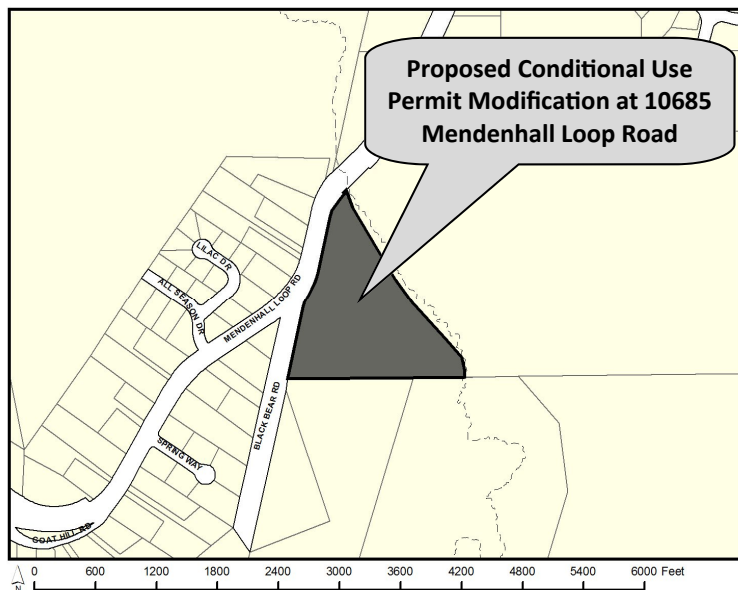 Proposed Conditional Use
Permit Modification at 10685
Mendenhall Loop Road
LILAC DR
ALL SEASON DR
MENDENHALL LOOP RD
BLACK BEAR RD
SPRING WAY
GOAT HILL RD
N
0 600 1200 1800 2400 3000 3600 4200 4800 5400 6000 Feet